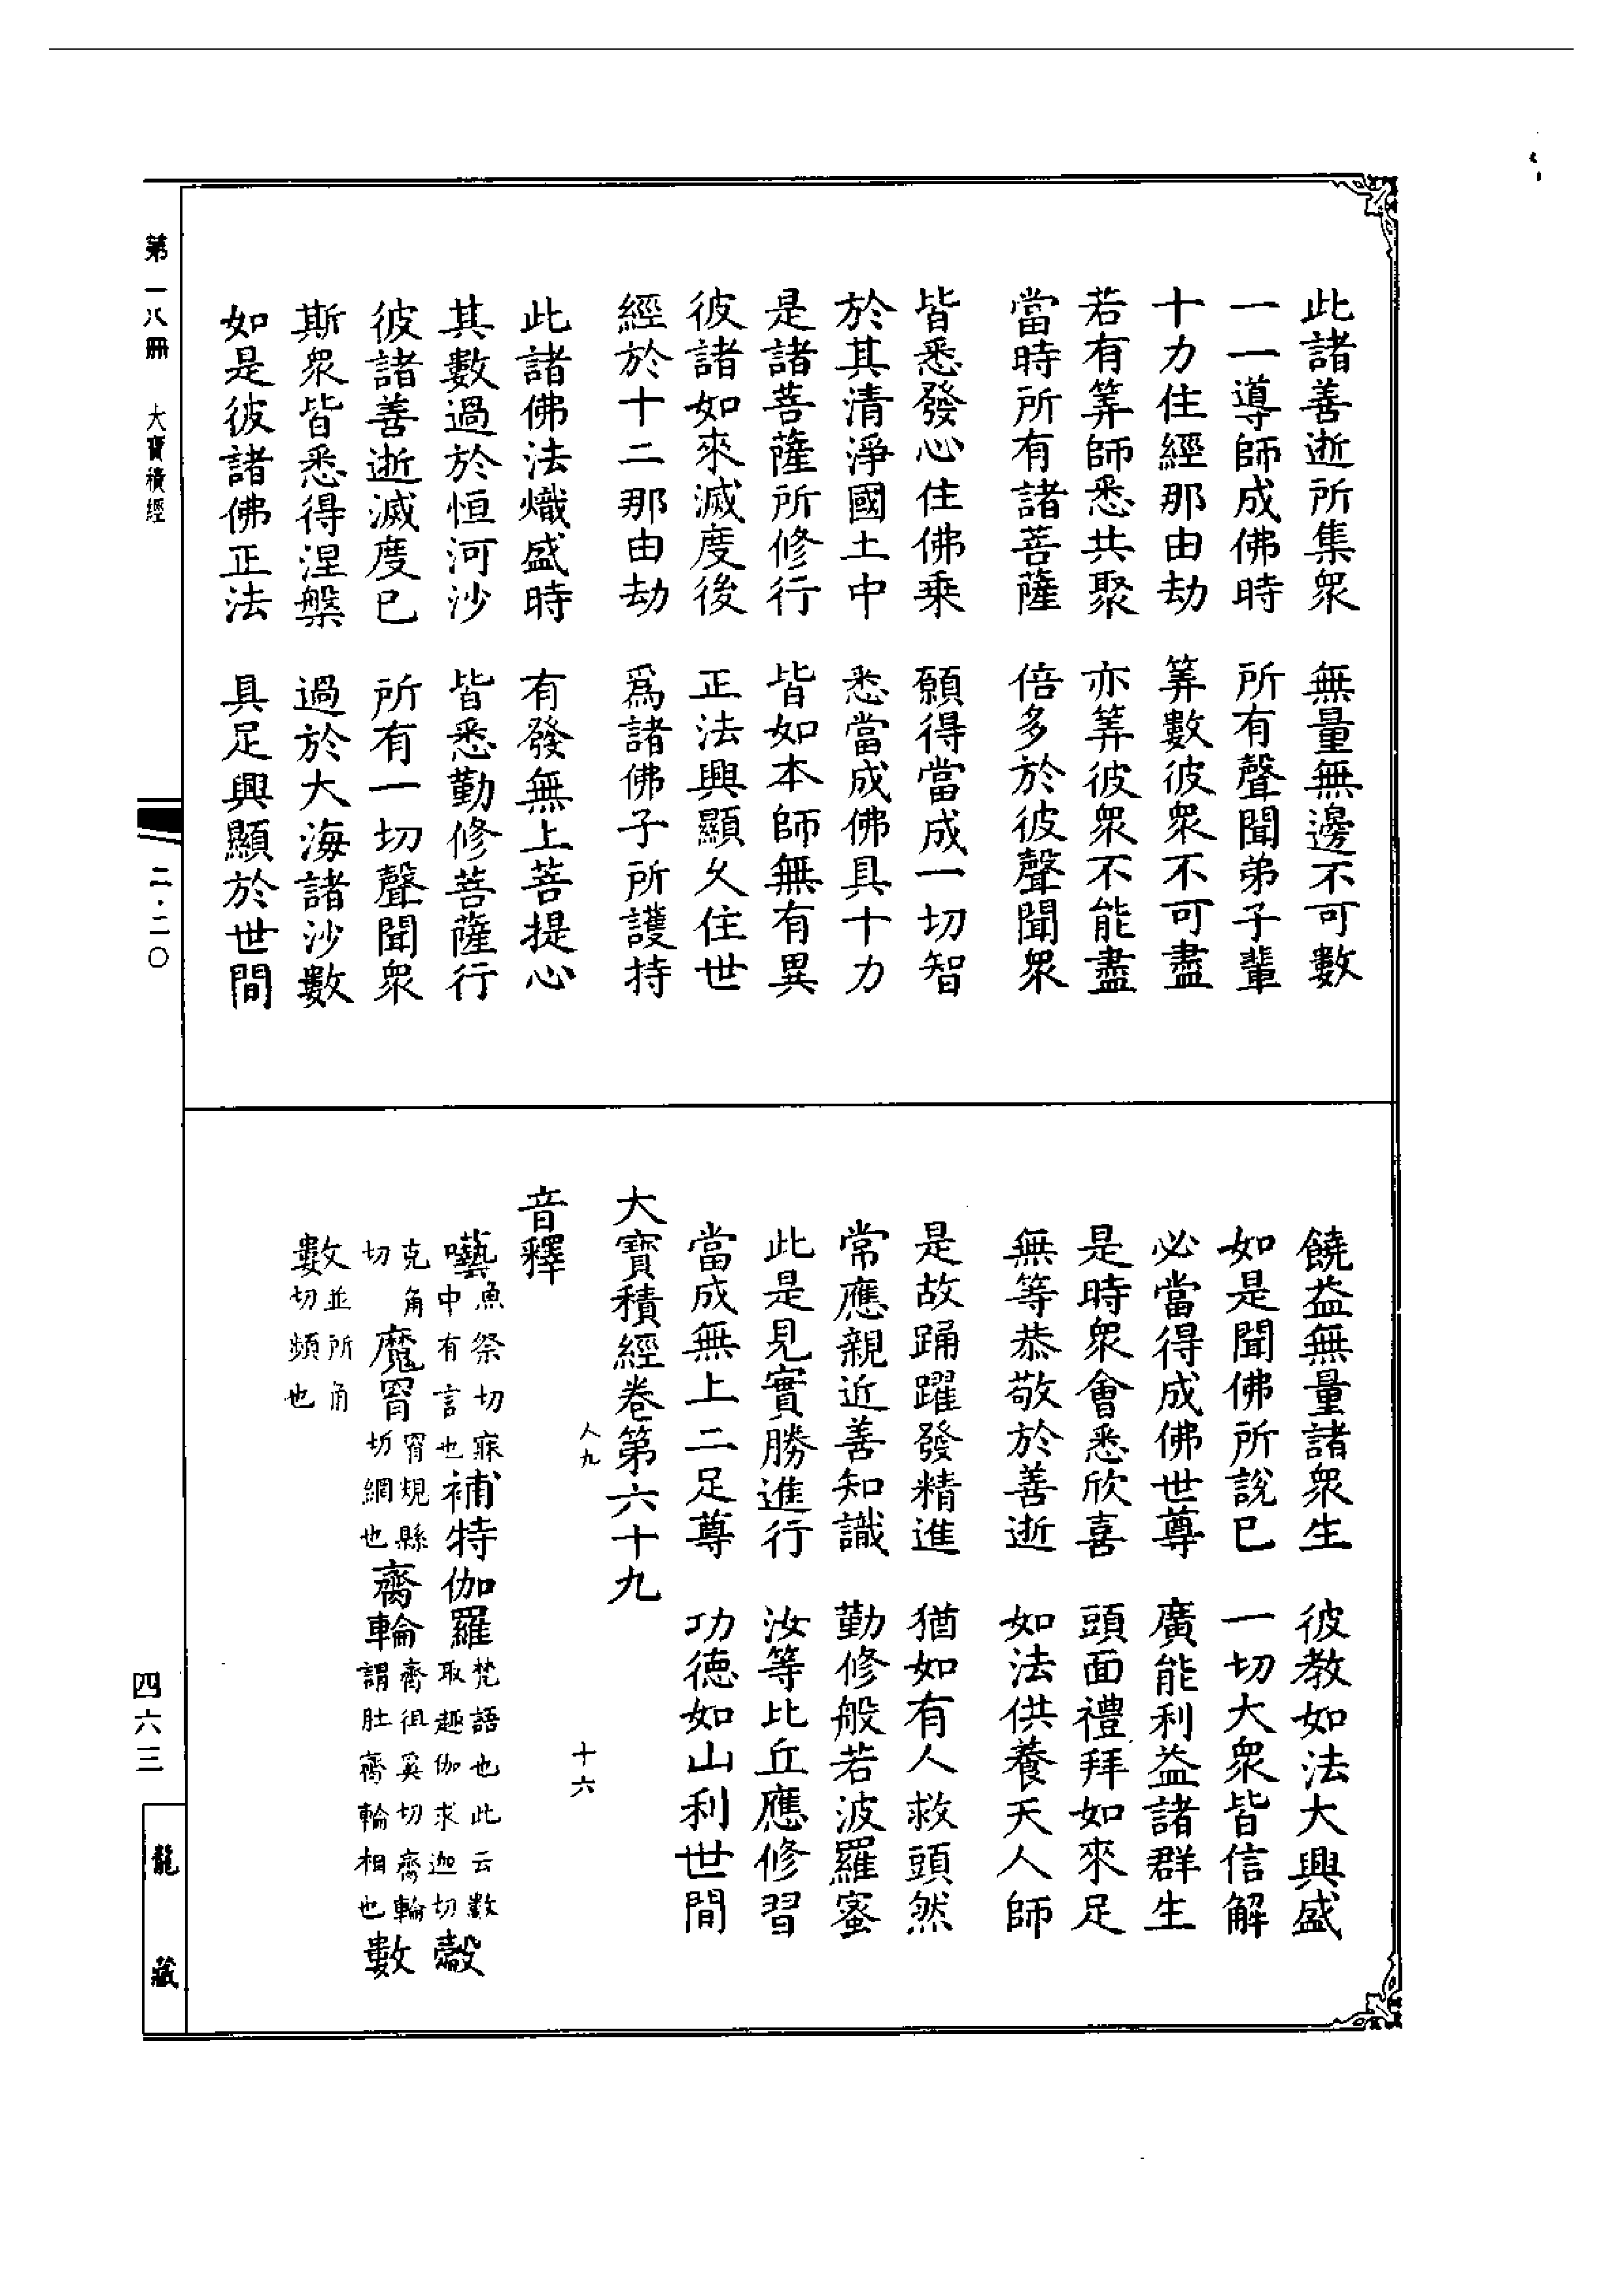 此諸善逝所集衆　無量無邊不可數
一一導師成佛時　所有聲聞弟子輩
十力住經那由劫　筭數彼衆不可盡
若有筭師悉共聚　亦筭彼衆不能盡
當時所有諸菩薩　倍多於彼聲聞衆
皆悉發心住佛乘　願得當成一切智
於其清淨國土中　悉當成佛具十力
是諸菩薩所修行　皆如本師無有異
彼諸如來滅度後　正法興顯久住世
經於十二那由劫　爲諸佛子所護持
此諸佛法熾盛時　有發無上菩提心
其數過於恒河沙　皆悉勤修菩薩行
彼諸善逝滅度已　所有一切聲聞衆
斯衆皆悉得涅槃　過於大海諸沙數
如是彼諸佛正法　具足興顯於世間
饒益無量諸衆生　彼教如法大興盛
如是聞佛所說已　一切大衆皆信解
必當得成佛世尊　廣能利益諸群生
是時衆會悉欣喜　頭面禮拜如來足
無等恭敬於善逝　如法供養天人師
是故踊躍發精進　猶如有人救頭然
常應親近善知識　勤修般若波羅蜜
此是見實勝進行　汝等比丘應修習
當成無上二足尊　功德如山利世間
大寶積經卷第六十九
人九　十六
音釋
囈魚祭切寐中有言也補特伽羅梵語也此云數取趣伽求迦切㲉
克角切魔罥罥規縣切網也臍輪臍徂奚切臍輪謂肚臍輪相也數
數並所角切頻也
第一八冊　大寶積經　二·二〇　四六三　龍藏